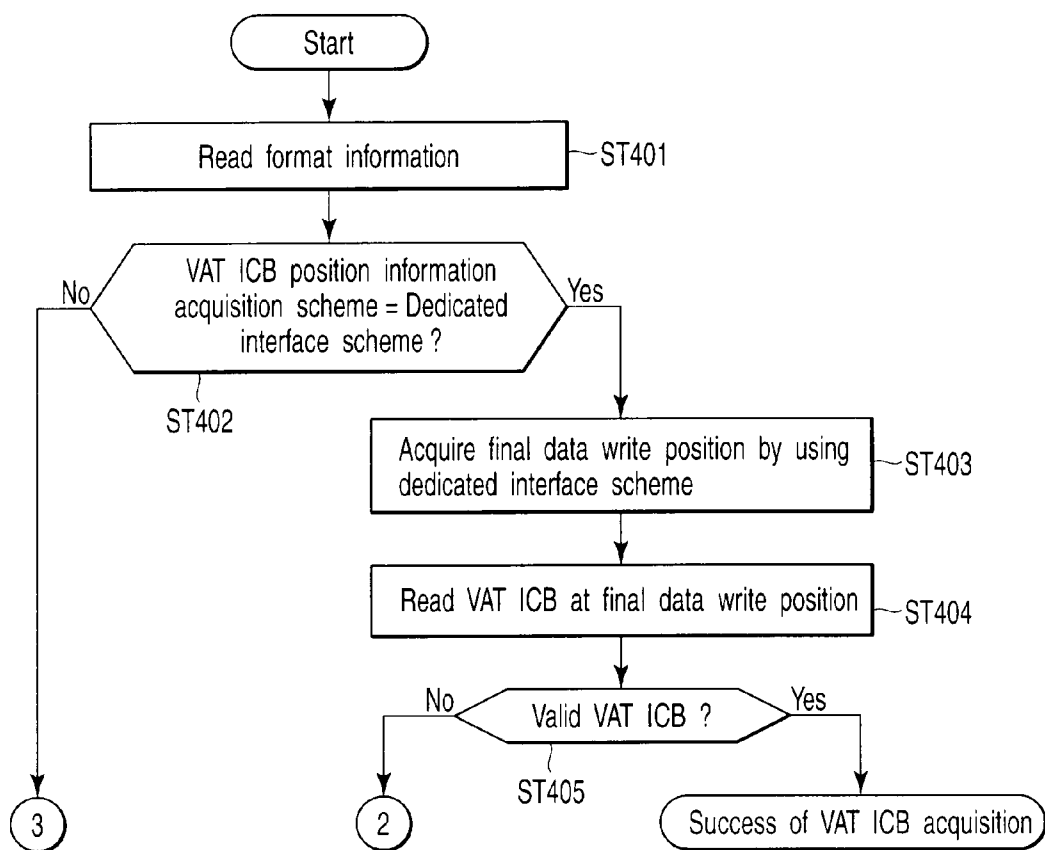 Start
Read format information
ST401
VAT ICB position information
acquisition scheme = Dedicated
interface scheme ?
No
Yes
ST402
Acquire final data write position by using
dedicated interface scheme
ST403
Read VAT ICB at final data write position
ST404
No
Valid VAT ICB ?
Yes
ST405
3
2
Success of VAT ICB acquisition